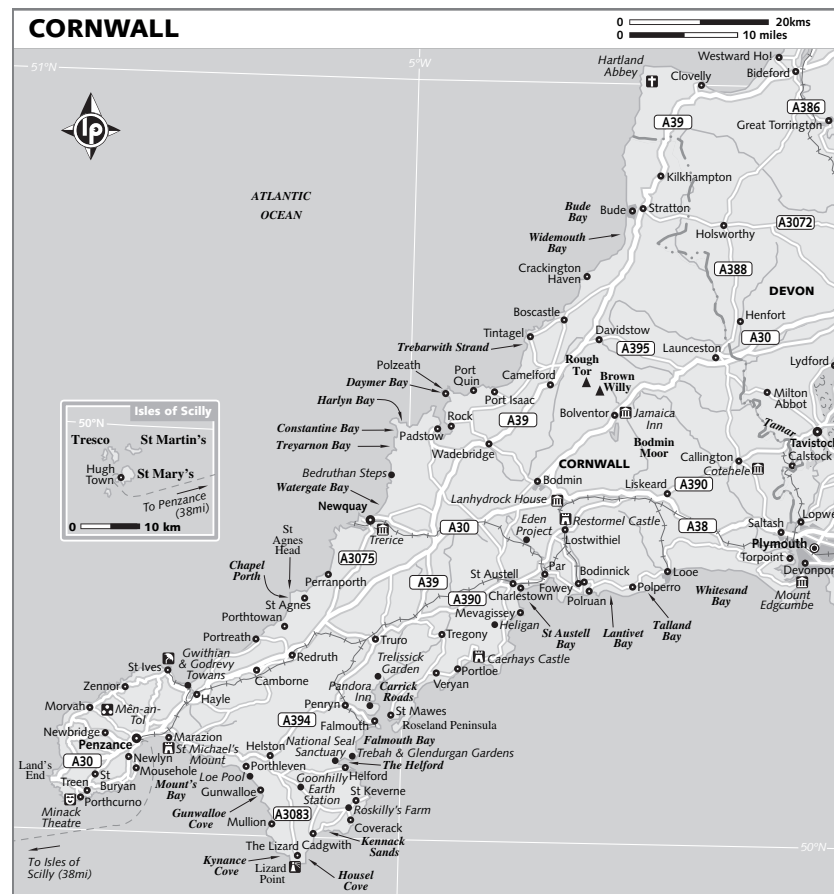 CORNWALL
0 20kms
0 10 miles
51°N
5°W
Hartland
Abbey
Westward Ho!
Bideford
Clovelly
A386
Great Torrington
A39
lp
Kilkhampton
ATLANTIC
OCEAN
Bude
Bay
Bude
Stratton
A3072
Holsworthy
Widemouth
Bay
A388
Crackington
Haven
DEVON
Boscastle
Henfort
Tintagel
Davidstow
A30
A395
Trebarwith Strand
Launceston
Lydford
Rough
Tor
Brown
Willy
Polzeath
Port
Quin
Camelford
Daymer Bay
Port Isaac
Milton
Abbot
Harlyn Bay
Rock
A39
Bolventor
Jamaica
Inn
Tamar
Tavistock
Constantine Bay
Padstow
Treyarnon Bay
Wadebridge
Bodmin
Moor
Callington
Calstock
Cotehele
CORNWALL
Bedruthan Steps
Bodmin
Watergate Bay
Liskeard
A390
Lanhydrock House
Newquay
Eden
Project
Restormel Castle
A30
A38
Saltash
Lopwe
Trerice
Lostwithiel
Plymouth
Torpoint
Devonpor
Isles of Scilly
50°N
Tresco
St Martin's
Hugh
Town
St Mary's
To Penzance
(38mi)
0 10 km
St
Agnes
Head
A3075
Par
Bodinnick
Looe
St Austell
Fowey
Chapel
Porth
Perranporth
A39
Charlestown
Polruan
Polperro
Whitesand
Bay
Mount
Edgcumbe
A390
St Agnes
Mevagissey
Talland
Bay
Porthtowan
Heligan
St Austell
Bay
Lantivet
Bay
Portreath
Truro
Tregony
Gwithian
& Godrevy
Towans
Redruth
Trelissick
Garden
Caerhays Castle
St Ives
Portloe
Camborne
Veryan
Zennor
Pandora
Inn
Carrick
Roads
Hayle
Morvah
Mên-an-
Tol
Penryn
St Mawes
A394
Falmouth
Roseland Peninsula
Newbridge
Marazion
Penzance
Falmouth Bay
Helston
National Seal
Sanctuary
Trebah & Glendurgan Gardens
St Michael's
Mount
A30
Newlyn
The Helford
Land's
End
Porthleven
Helford
St
Buryan
Mousehole
Loe Pool
Goonhilly
Earth
Station
Treen
Mount's
Bay
Gunwalloe
St Keverne
Porthcurno
Roskilly's Farm
Minack
Theatre
Gunwalloe
Cove
A3083
Mullion
Coverack
Kennack
Sands
The Lizard
Cadgwith
To Isles of
Scilly (38mi)
Kynance
Cove
Lizard
Point
Housel
Cove
50°N